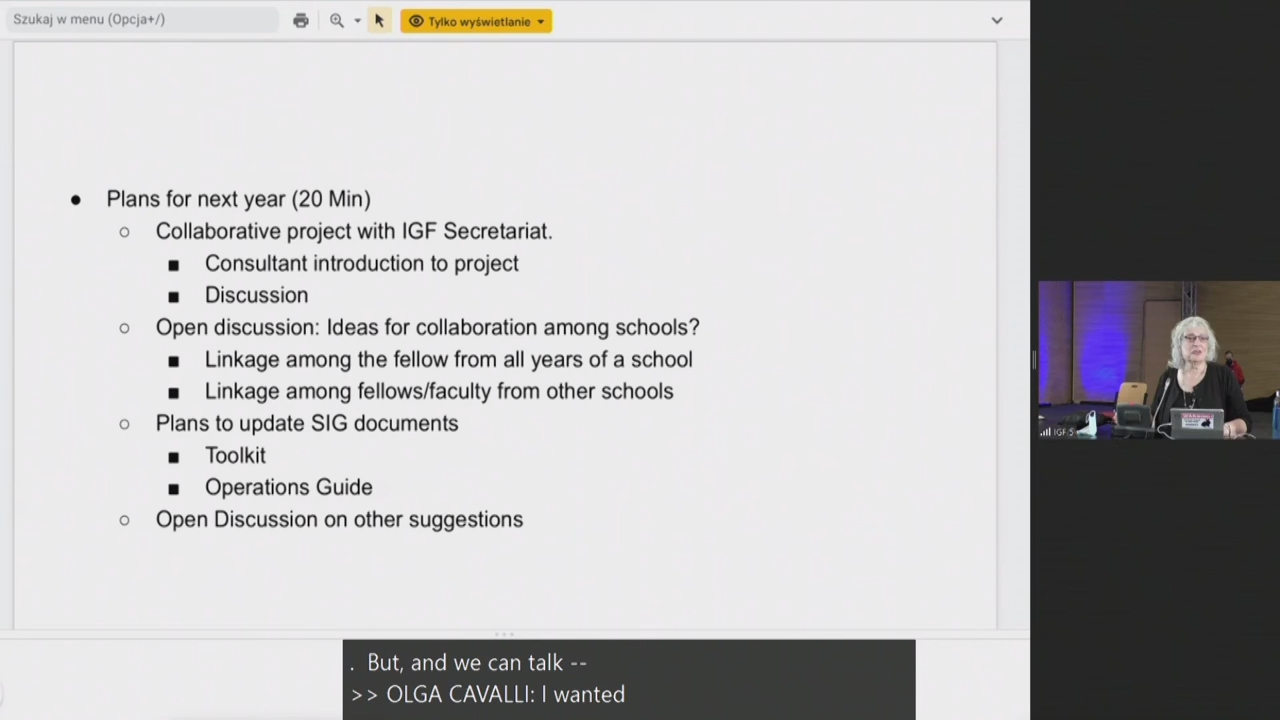 Szukaj w menu (Opcja+/)
Tylko wyświetlanie
● Plans for next year (20 Min)
○ Collaborative project with IGF Secretariat.
■ Consultant introduction to project
■ Discussion
○ Open discussion: Ideas for collaboration among schools?
■ Linkage among the fellow from all years of a school
■ Linkage among fellows/faculty from other schools
○ Plans to update SIG documents
■ Toolkit
■ Operations Guide
○ Open Discussion on other suggestions
IGF 5
. But, and we can talk --
>> OLGA CAVALLI: I wanted